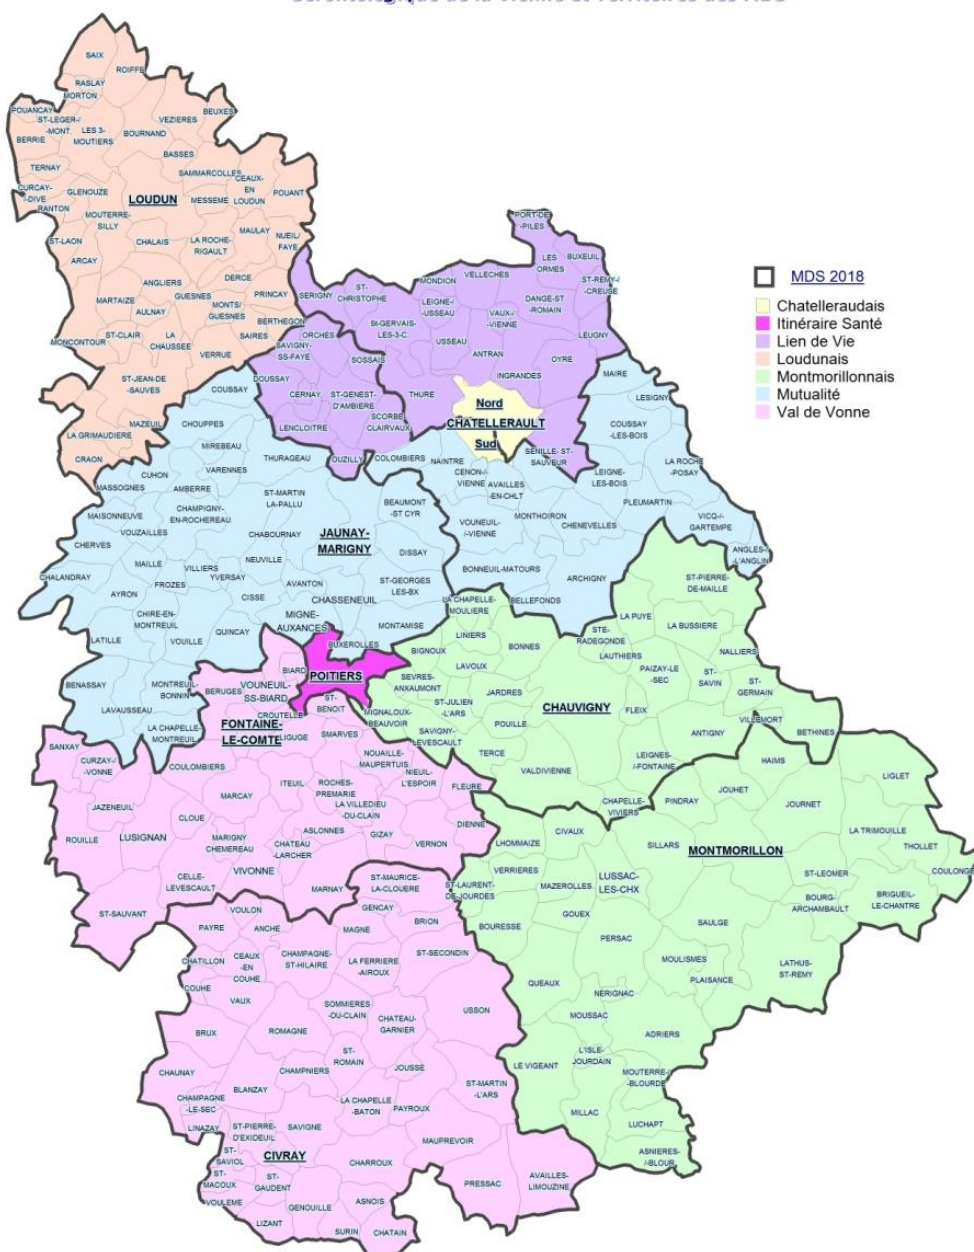 SAIX
ROIFFE
RASLAY
MORTON
POUANCAY
ST-LEGER-/
-MONT.
LES 3-
MOUTIERS
BEUXES
VEZIERES
BOURNAND
BERRIE
BASSES
TERNAY
SAMMARCOLLES
CEAUX-
EN
LOUDUN
CURCAY-
/-DIVE
GLENOUZE
LOUDUN
MESSEME
POUANT
RANTON
MOUTERRE-
SILLY
MAULAY
NUEIL/
FAYE
ST-LAON
CHALAIS
LA ROCHE-
RIGAULT
ARCAY
ANGLIERS
DERCE
GUESNES
PRINCAY
MARTAIZE
AULNAY
MONTS/
GUESNES
BERTHEGON
ST-CLAIR
LA
CHAUSSEE
SAIRES
MONCONTOUR
VERRUE
ST-JEAN-DE
-SAUVES
MAZEUIL
LA GRIMAUDIERE
CRAON
PORT-DE
-PILES
LES
ORMES
BUXEUIL
MONDION
VELLECHES
ST-REMY-/
-CREUSE
SERIGNY
ST-
CHRISTOPHE
LEIGNE-/
-USSEAU
DANGE-ST
-ROMAIN
VAUX-/
-VIENNE
St-GERVAIS-
LES-3-C.
USSEAU
LEUGNY
ORCHES
SAVIGNY-
SS-FAYE
SOSSAIS
ANTRAN
OYRE
INGRANDES
DOUSSAY
CERNAY
ST-GENEST-
D'AMBIERE
THURE
LENCLOITRE
SCORBE
CLAIRVAUX
OUZILLY
Nord
CHATELLERAULT
Sud
MDS 2018
Chatelleraudais
Itinéraire Santé
Lien de Vie
Loudunais
Montmorillonnais
Mutualité
Val de Vonne
MAIRE
LESIGNY
COUSSAY
-LES-BOIS
COUSSAY
CHOUPPES
MIREBEAU
THURAGEAU
COLOMBIERS
NAINTRE
SENILLE- ST-
SAUVEUR
CENON-/
VIENNE
AVAILLES
-EN-CHLT
LEIGNE-
LES-BOIS
LA ROCHE
-POSAY
CUHON
VARENNES
MASSOGNES
AMBERRE
ST-MARTIN
LA-PALLU
BEAUMONT
-ST CYR
PLEUMARTIN
MAISONNEUVE
CHAMPIGNY-
EN-ROCHEREAU
MONTHOIRON
VICQ-/-
GARTEMPE
VOUZAILLES
CHABOURNAY
JAUNAY-
MARIGNY
VOUNEUIL
-/-VIENNE
CHENEVELLES
CHERVES
DISSAY
ANGLES-/
-L'ANGLIN
MAILLE
VILLIERS
NEUVILLE
BONNEUIL-MATOURS
CHALANDRAY
FROZES
YVERSAY
AVANTON
ST-GEORGES
LES-BX
ARCHIGNY
AYRON
CISSE
CHASSENEUIL
BELLEFONDS
CHIRE-EN-
MONTREUIL
MIGNE-
AUXANCES
MONTAMISE
LATILLE
VOUILLE
QUINCAY
BUXEROLLES
BENASSAY
MONTREUIL-
BONNIN
LAVAUSSEAU
LA CHAPELLE-
MONTREUIL
POITIERS
ST-PIERRE-DE-
DE-MAILLE
LA CHAPELLE-
MOULIERE
LA PUYE
LA BUSSIERE
LINIERS
STE-
RADEGONDE
BIGNOUX
BONNES
LAUTHIERS
NALLIERS
LAVOUX
SEVRES-
ANXAUMONT
PAIZAY-LE
-SEC
ST-
SAVIN
ST-
GERMAIN
JARDRES
ST-JULIEN
-L'ARS
CHAUVIGNY
FLEIX
MIGNALOUX-
BEAUVOIR
POUILLE
VILLEMORT
SAVIGNY-
LEVESCAULT
ANTIGNY
BETHINES
TERCE
VALDIVIENNE
LEIGNES-
-/-FONTAINE
CHAPELLE-
VIVIERS
BIARD
VOUNEUIL-
SS-BIARD
BERUGES
CROUTELLE
ST-
BENOIT
FONTAINE-
LE-COMTE
LIGUGE
SMARVES
SANXAY
CURZAY-/
-VONNE
COULOMBIERS
NOUAILLE-
MAUPERTUIS
NIEUIL-
L'ESPOIR
FLEURE
ITEUIL
ROCHES-
PREMARIE
JAZENEUIL
MARCAY
LA VILLEDIEU
-DU-CLAIN
CLOUE
DIENNE
ROUILLE
LUSIGNAN
MARIGNY
CHEMEREAU
ASLONNES
GIZAY
CHATEAU
-LARCHER
VERNON
CELLE-
LEVESCAULT
VIVONNE
MARNAY
ST-SAUVANT
HAIMS
LIGLET
JOUHET
PINDRAY
JOURNET
CIVAUX
LHOMMAIZE
SILLARS
MONTMORILLON
LA TRIMOUILLE
THOLLET
COULONGE
VERRIERES
MAZEROLLES
LUSSAC-
LES-CHX
ST-LEOMER
ST-LAURENT-
DE-JOURDES
BOURG-
ARCHAMBAULT
BRIGUEIL-
LE-CHANTRE
GOUEX
SAULGE
BOURESSE
PERSAC
MOULISMES
LATHUS-
ST-REMY
PLAISANCE
QUEAUX
NERIGNAC
MOUSSAC
ADRIERS
L'ISLE-
JOURDAIN
LE VIGEANT
MOUTERRE-/
-BLOURDE
MILLAC
LUCHAPT
ASNIERES-
-/-BLOUR
ST-MAURICE-
LA-CLOUERE
GENCAY
VOULON
PAYRE
ANCHE
MAGNE
BRION
CHATILLON
CEAUX-
EN
COUHE
CHAMPAGNE-
ST-HILAIRE
LA FERRIERE
-AIROUX
ST-SECONDIN
COUHE
VAUX
SOMMIERES
-DU-CLAIN
CHATEAU-
GARNIER
USSON
BRUX
ROMAGNE
ST-
ROMAIN
JOUSSE
CHAUNAY
CHAMPNIERS
BLANZAY
ST-MARTIN
L'ARS
CHAMPAGNE
-LE-SEC
LA CHAPELLE
-BATON
PAYROUX
LINAZAY
ST-PIERRE-
D'EXIDEUIL
SAVIGNE
MAUPREVOIR
ST-
SAVIOL
CIVRAY
CHARROUX
ST-
MACOUX
ST-
GAUDENT
PRESSAC
AVAILLES-
LIMOUZINE
VOULEME
GENOUILLE
ASNOIS
LIZANT
SURIN
CHATAIN